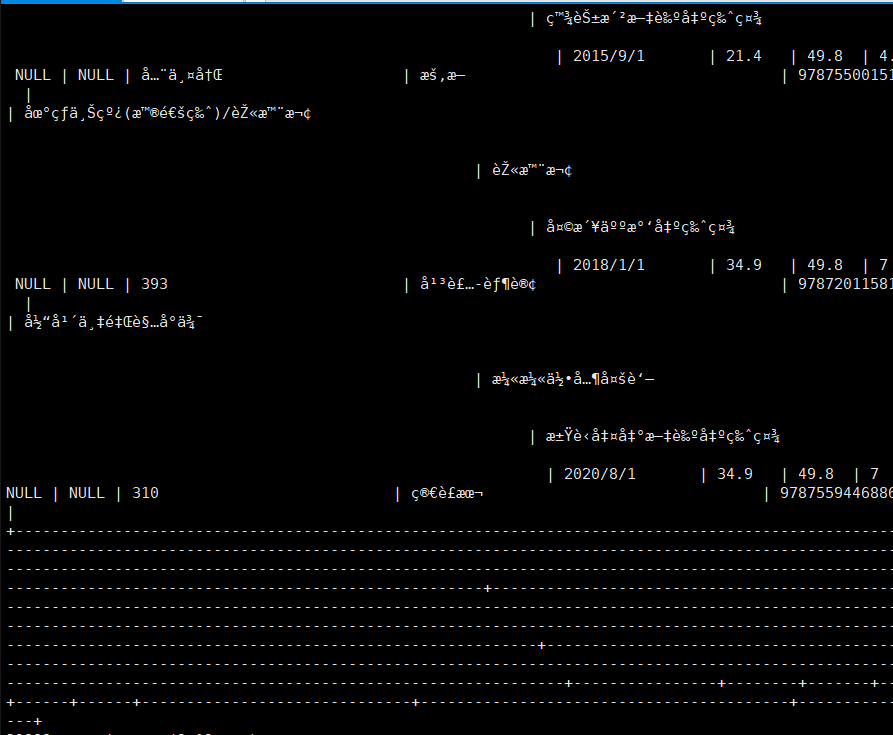 | ç™¾èŠ±æ´²æ–‡è‰ºå‡ºç‰ˆç¤¾
| 2015/9/1 | 21.4 | 49.8 | 4.
NULL | NULL | å…¨ä¸¤å†Œ | æš‚æ— | 97875500151
|
| åœ°çƒä¸Šçº¿(æ™®é€šç‰ˆ)/èŽ«æ™¨æ¬¢
| èŽ«æ™¨æ¬¢
| å¤©æ´¥äººæ°‘å‡ºç‰ˆç¤¾
| 2018/1/1 | 34.9 | 49.8 | 7
NULL | NULL | 393 | å¹³è£…-èƒ¶è®¢ | 97872011581
|
| å½“å¹´ä¸‡é‡Œè§…å°ä¾¯
| æ¼«æ¼«ä½•å…¶å¤šè‘—
| æ±Ÿè‹å‡¤å‡°æ–‡è‰ºå‡ºç‰ˆç¤¾
| 2020/8/1 | 34.9 | 49.8 | 7
NULL | NULL | 310 | ç®€è£…æœ¬ | 9787559446886
|